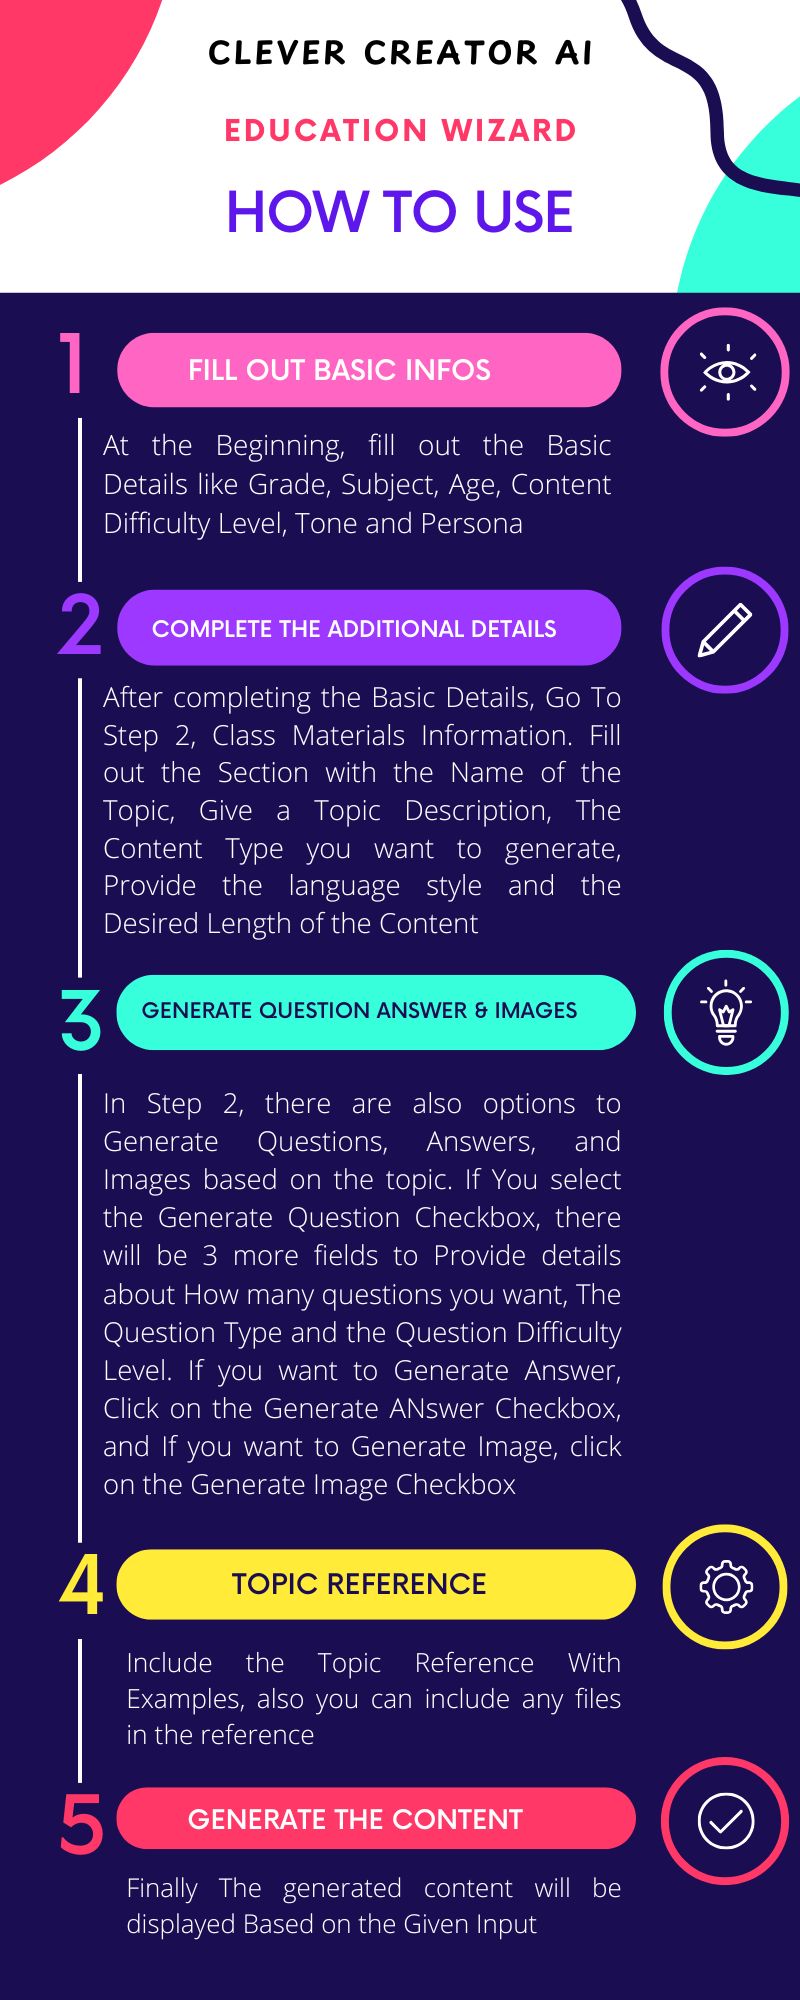 CLEVER CREATOR AI
EDUCATION WIZARD
HOW TO USE
1
FILL OUT BASIC INFOS
At the Beginning, fill out the Basic
Details like Grade, Subject, Age, Content
Difficulty Level, Tone and Persona
2
COMPLETE THE ADDITIONAL DETAILS
After completing the Basic Details, Go To
Step 2, Class Materials Information. Fill
out the Section with the Name of the
Topic, Give a Topic Description, The
Content Type you want to generate,
Provide the language style and the
Desired Length of the Content
3
GENERATE QUESTION ANSWER & IMAGES
In Step 2, there are also options to
Generate Questions, Answers, and
Images based on the topic. If You select
the Generate Question Checkbox, there
will be 3 more fields to Provide details
about How many questions you want, The
Question Type and the Question Difficulty
Level. If you want to Generate Answer,
Click on the Generate ANswer Checkbox,
and If you want to Generate Image, click
on the Generate Image Checkbox
4
TOPIC REFERENCE
Include the Topic Reference With
Examples, also you can include any files
in the reference
5
GENERATE THE CONTENT
Finally The generated content will be
displayed Based on the Given Input